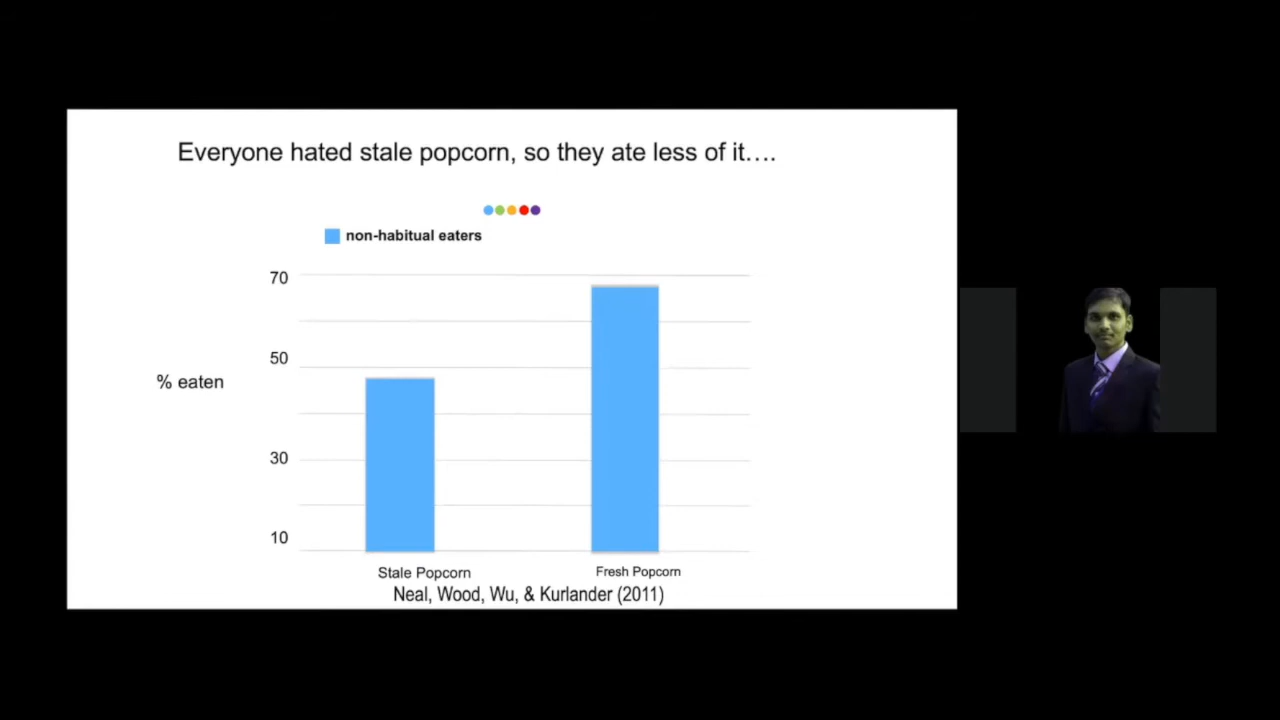 Everyone hated stale popcorn, so they ate less of it….
non-habitual eaters
70
50
% eaten
30
10
Stale Popcorn
Fresh Popcorn
Neal, Wood, Wu, & Kurlander (2011)